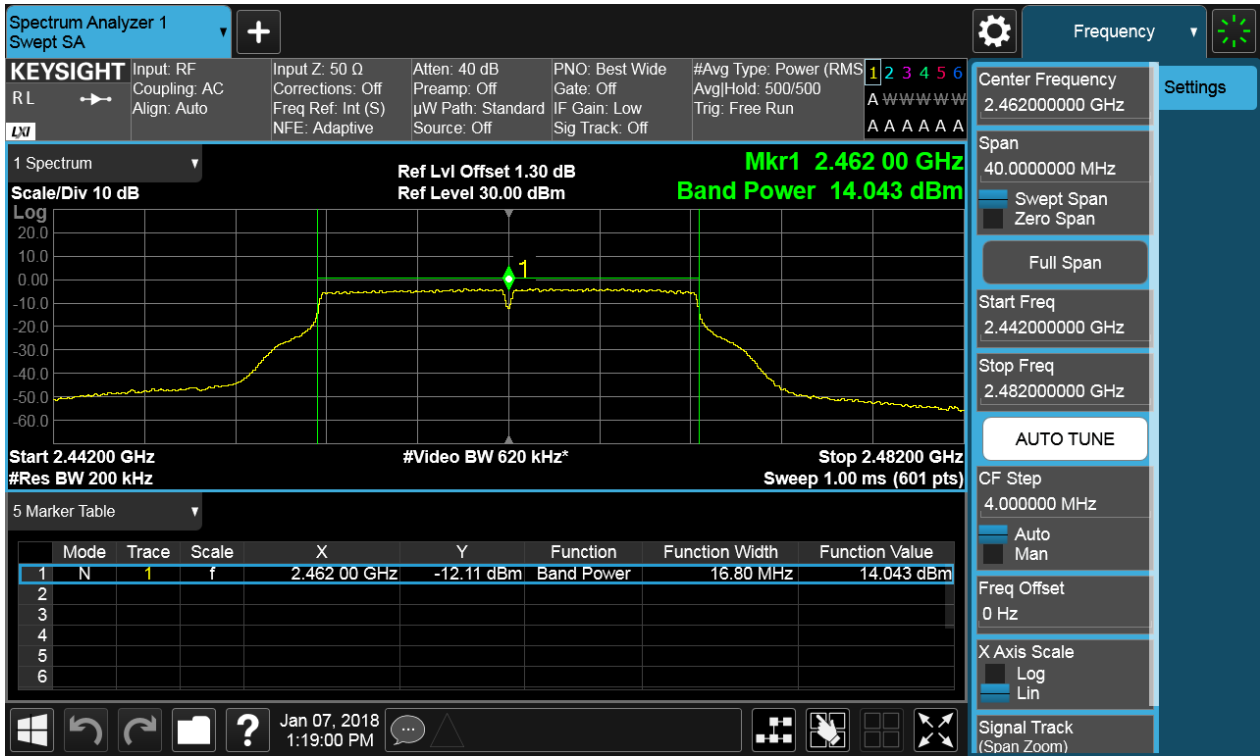 Spectrum Analyzer 1
Swept SA
+
Frequency
KEYSIGHT
R L
LXI
Input: RF
Coupling: AC
Align: Auto
Input Z: 50 Ω
Corrections: Off
Freq Ref: Int (S)
NFE: Adaptive
Atten: 40 dB
Preamp: Off
µW Path: Standard
Source: Off
PNO: Best Wide
Gate: Off
IF Gain: Low
Sig Track: Off
#Avg Type: Power (RMS
Avg|Hold: 500/500
Trig: Free Run
1 2 3 4 5 6
A W W W W W
A A A A A A
1 Spectrum
Scale/Div 10 dB
Ref Lvl Offset 1.30 dB
Ref Level 30.00 dBm
Mkr1 2.462 00 GHz
Band Power 14.043 dBm
Log
20.0
10.0
0.00
-10.0
-20.0
-30.0
-40.0
-50.0
-60.0
1
Start 2.44200 GHz
#Video BW 620 kHz*
Stop 2.48200 GHz
#Res BW 200 kHz
Sweep 1.00 ms (601 pts)
5 Marker Table
Mode Trace Scale X Y Function Function Width Function Value
1 N 1 f 2.462 00 GHz -12.11 dBm Band Power 16.80 MHz 14.043 dBm
2
3
4
5
6
Center Frequency
2.462000000 GHz
Span
40.0000000 MHz
Swept Span
Zero Span
Full Span
Start Freq
2.442000000 GHz
Stop Freq
2.482000000 GHz
AUTO TUNE
CF Step
4.000000 MHz
Auto
Man
Freq Offset
0 Hz
X Axis Scale
Log
Lin
Signal Track
(Span Zoom)
Settings
?
Jan 07, 2018
1:19:00 PM